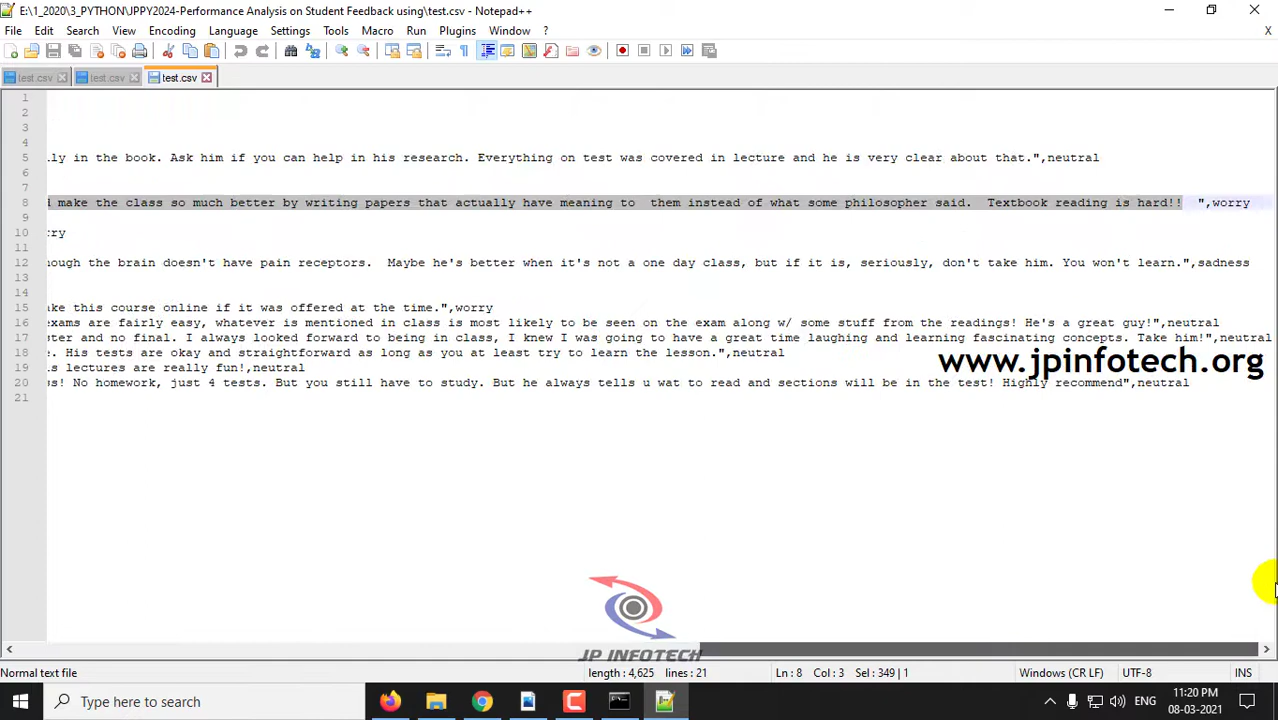 E:\1_2020\3_PYTHON\JPPY2024-Performance Analysis on Student Feedback using\test.csv - Notepad++
File Edit Search View Encoding Language Settings Tools Macro Run Plugins Window ? X
test.csv test.csv test.csv
1
2
3
4
5 ly in the book. Ask him if you can help in his research. Everything on test was covered in lecture and he is very clear about that.",neutral
6
7
8 make the class so much better by writing papers that actually have meaning to  them instead of what some philosopher said.  Textbook reading is hard!!  ",worry
9
10 ry
11
12 ough the brain doesn't have pain receptors.  Maybe he's better when it's not a one day class, but if it is, seriously, don't take him. You won't learn.",sadness
13
14
15 ke this course online if it was offered at the time.",worry
16 exams are fairly easy, whatever is mentioned in class is most likely to be seen on the exam along w/ some stuff from the readings! He's a great guy!",neutral
17 ster and no final. I always looked forward to being in class, I knew I was going to have a great time laughing and learning fascinating concepts. Take him!",neutral
18 e. His tests are okay and straightforward as long as you at least try to learn the lesson.",neutral
www.jpinfotech.org
19 s lectures are really fun!,neutral
20 s! No homework, just 4 tests. But you still have to study. But he always tells u wat to read and sections will be in the test! Highly recommend",neutral
21
JP INFOTECH
Normal text file length : 4,625 lines : 21 Ln : 8 Col : 3 Sel : 349 | 1 Windows (CR LF) UTF-8 INS
Type here to search
ENG
11:20 PM
08-03-2021